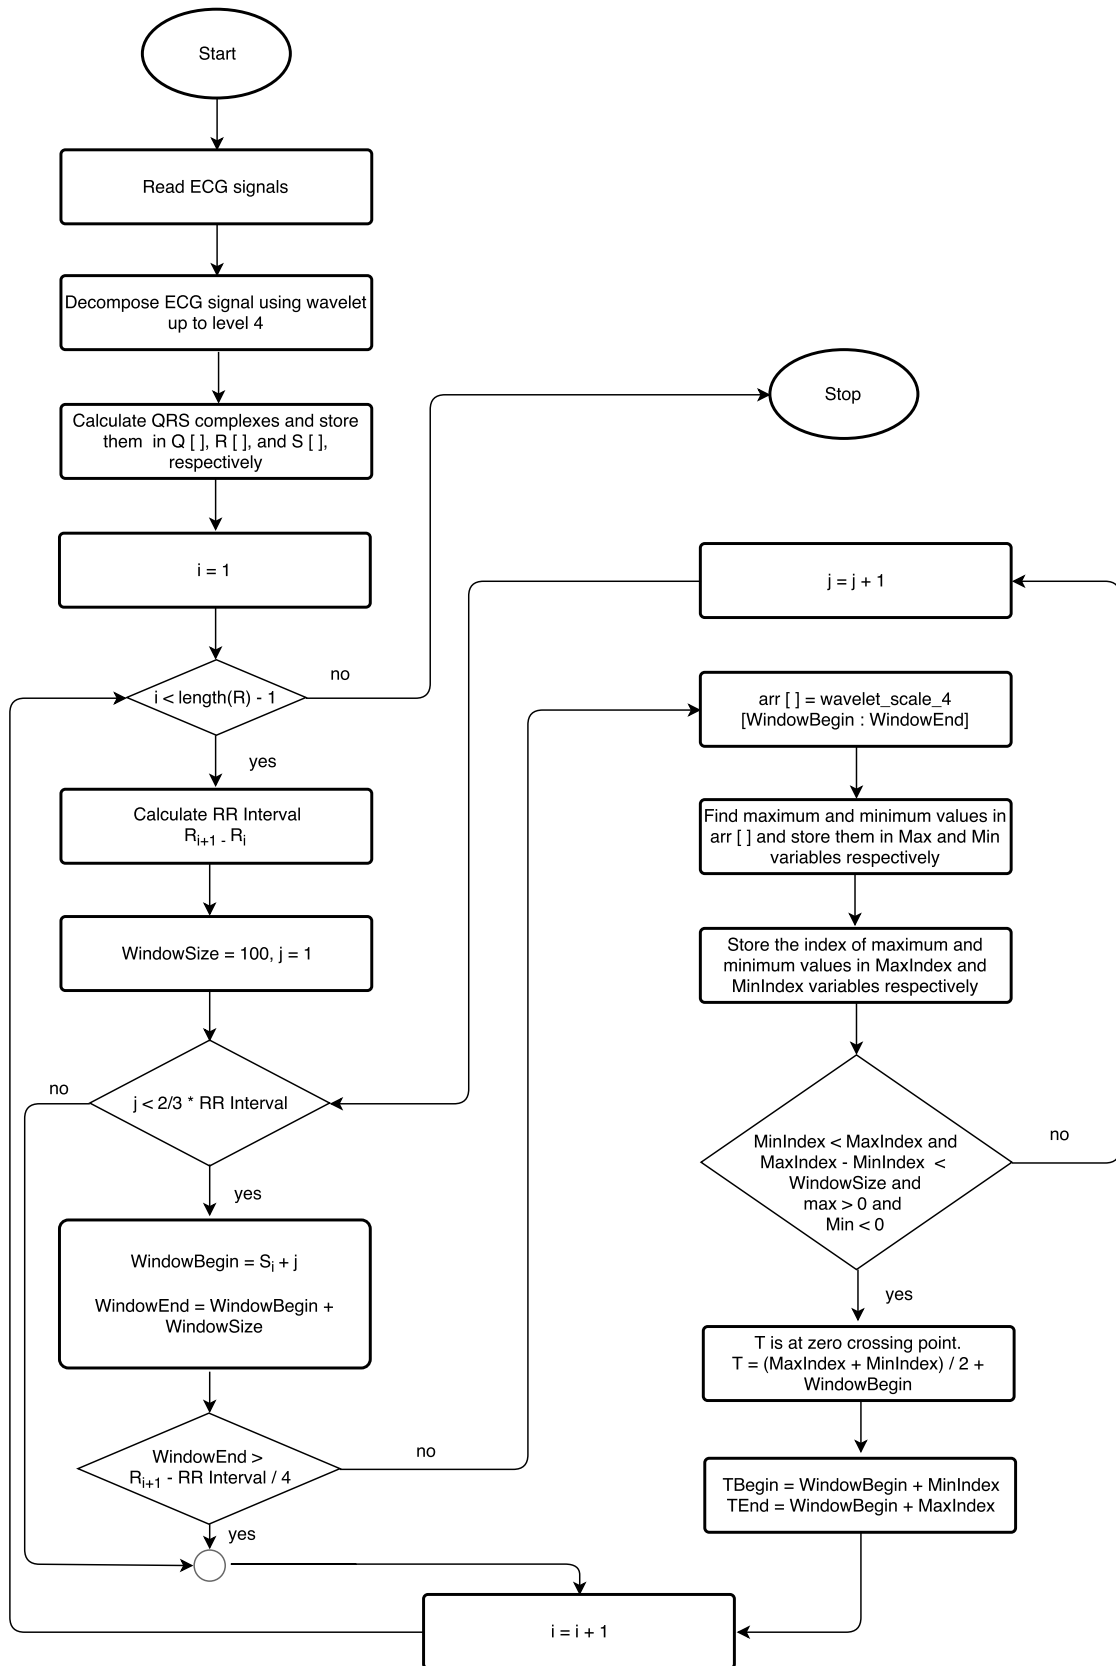 Start
Read ECG signals
Decompose ECG signal using wavelet
up to level 4
Calculate QRS complexes and store
them in Q [ ], R [ ], and S [ ],
respectively
i = 1
i < length(R) - 1
no
yes
Calculate RR Interval
Ri+1 - Ri
WindowSize = 100, j = 1
j < 2/3 * RR Interval
no
yes
WindowBegin = Si + j
WindowEnd = WindowBegin +
WindowSize
WindowEnd >
Ri+1 - RR Interval / 4
no
yes
i = i + 1
Stop
j = j + 1
arr [ ] = wavelet_scale_4
[WindowBegin : WindowEnd]
Find maximum and minimum values in
arr [ ] and store them in Max and Min
variables respectively
Store the index of maximum and
minimum values in MaxIndex and
MinIndex variables respectively
MinIndex < MaxIndex and
MaxIndex - MinIndex <
WindowSize and
max > 0 and
Min < 0
no
yes
T is at zero crossing point.
T = (MaxIndex + MinIndex) / 2 +
WindowBegin
TBegin = WindowBegin + MinIndex
TEnd = WindowBegin + MaxIndex